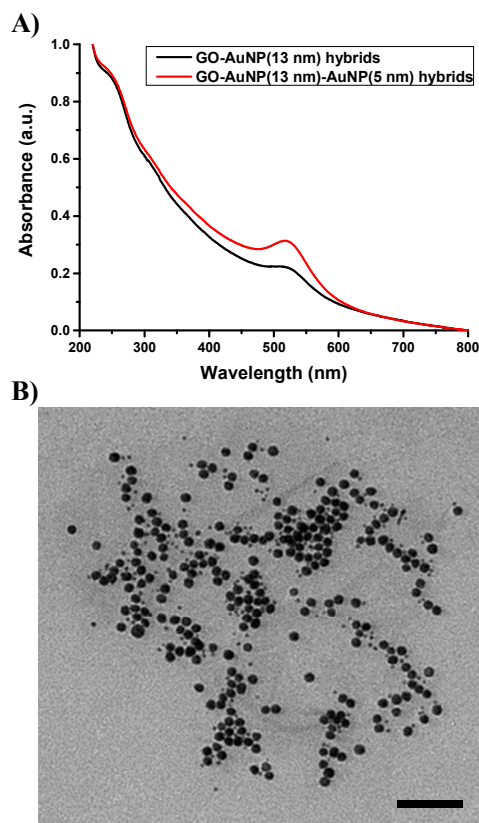 A)
GO-AuNP(13 nm) hybrids
GO-AuNP(13 nm)-AuNP(5 nm) hybrids
Absorbance (a.u.)
1.0
0.8
0.6
0.4
0.2
0.0
200 300 400 500 600 700 800
Wavelength (nm)
B)